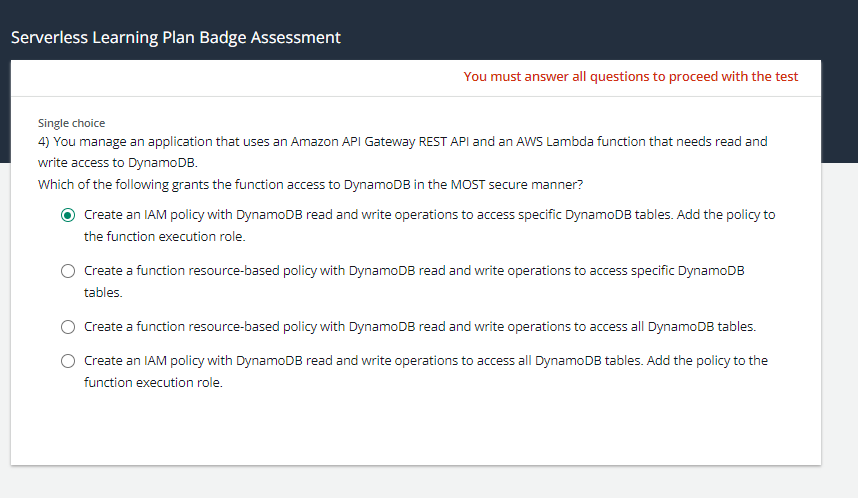 Serverless Learning Plan Badge Assessment
You must answer all questions to proceed with the test
Single choice
4) You manage an application that uses an Amazon API Gateway REST API and an AWS Lambda function that needs read and
write access to DynamoDB.
Which of the following grants the function access to DynamoDB in the MOST secure manner?
Create an IAM policy with DynamoDB read and write operations to access specific DynamoDB tables. Add the policy to
the function execution role.
Create a function resource-based policy with DynamoDB read and write operations to access specific DynamoDB
tables.
Create a function resource-based policy with DynamoDB read and write operations to access all DynamoDB tables.
Create an IAM policy with DynamoDB read and write operations to access all DynamoDB tables. Add the policy to the
function execution role.